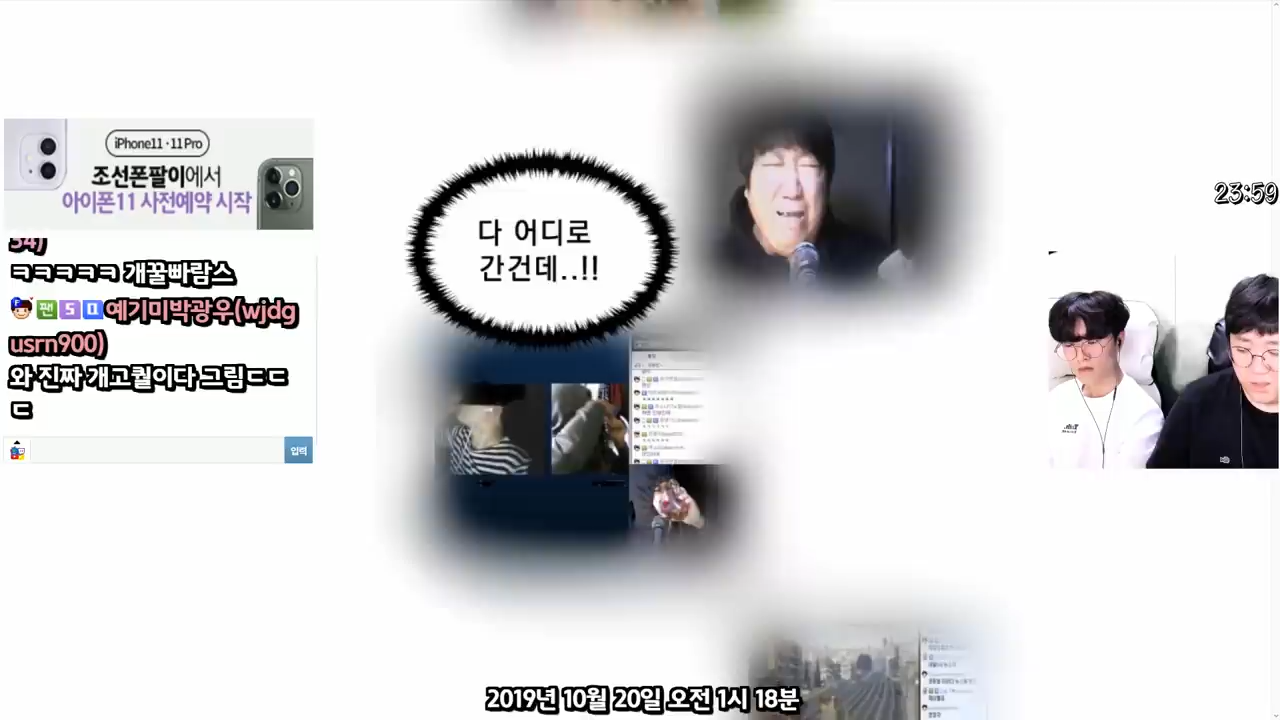 iPhone11 · 11 Pro
조선폰팔이에서
아이폰11 사전예약 시작
34)
ㅋㅋㅋㅋㅋ 개꿀빠람스
F 팬 5 예기미박광우(wjdg
usrn900)
와 진짜 개고퀄이다 그림ㄷㄷ
ㄷ
입력
다 어디로
간건데..!!
23:59
2019년 10월 20일 오전 1시 18분